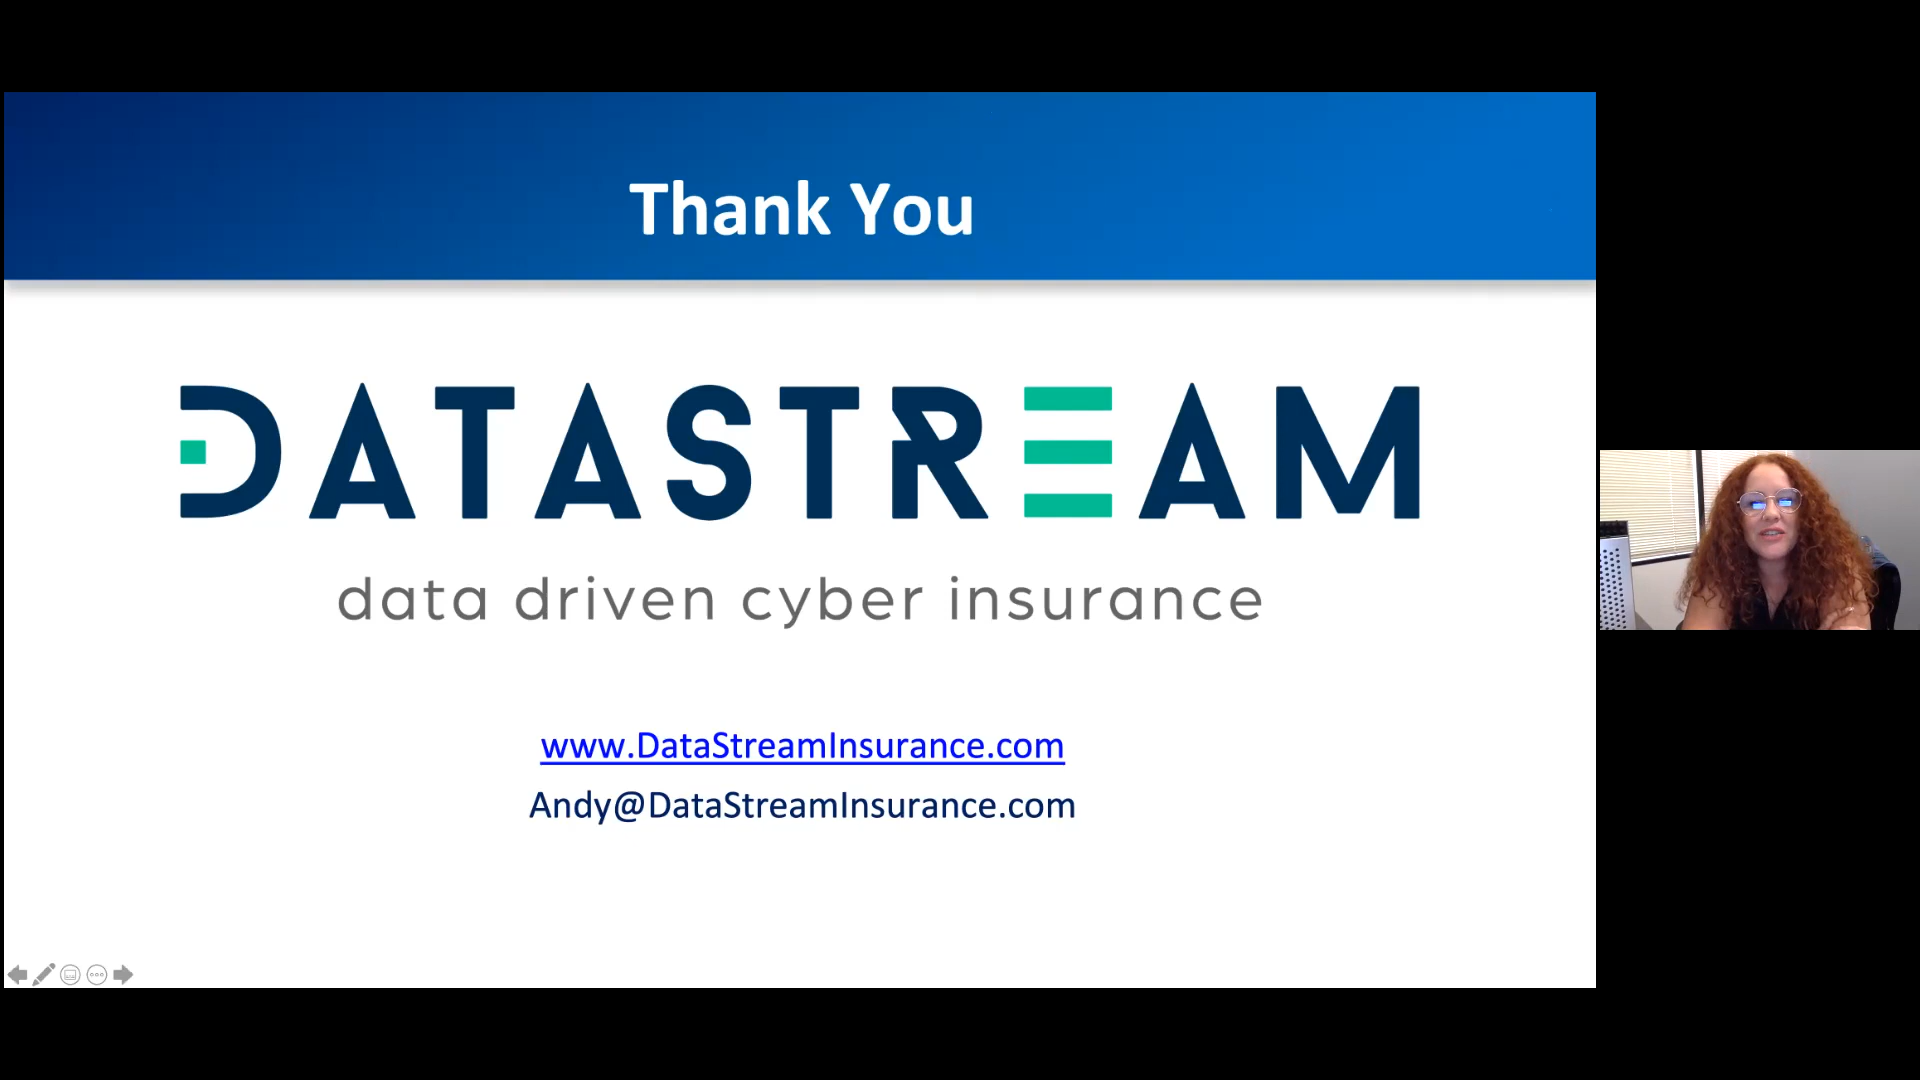 Thank You
DATASTREAM
data driven cyber insurance
www.DataStreamInsurance.com
Andy@DataStreamInsurance.com